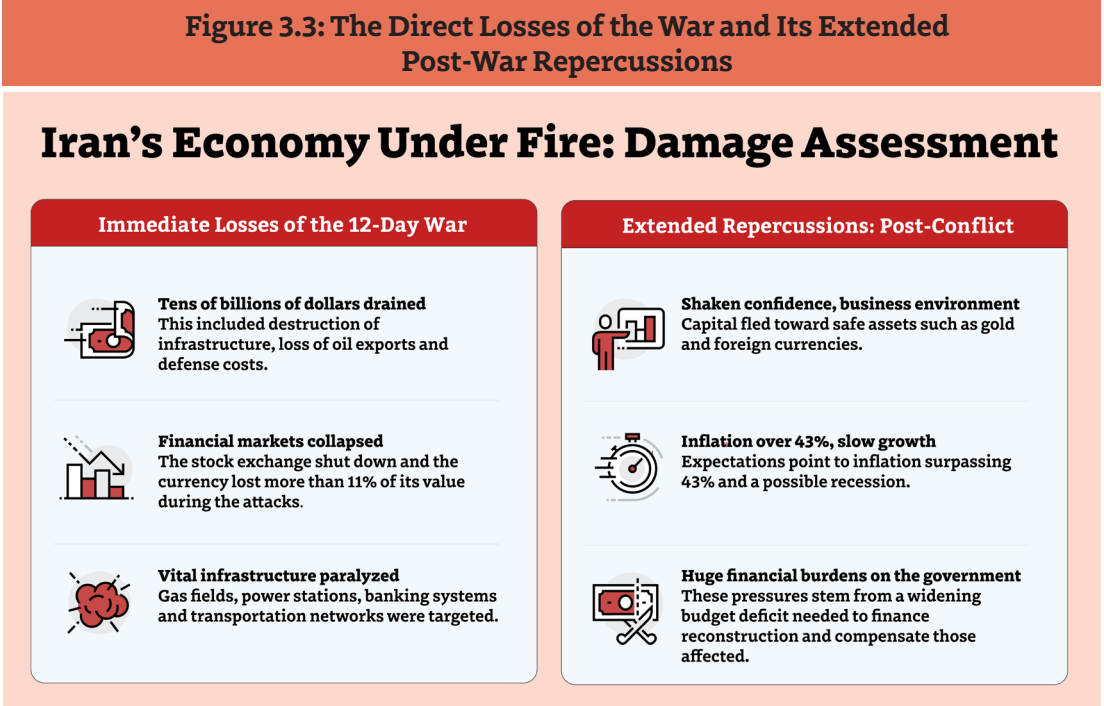 Figure 3.3: The Direct Losses of the War and Its Extended
Post-War Repercussions
Iran's Economy Under Fire: Damage Assessment
Immediate Losses of the 12-Day War
Tens of billions of dollars drained
This included destruction of
infrastructure, loss of oil exports and
defense costs.
Financial markets collapsed
The stock exchange shut down and the
currency lost more than 11% of its value
during the attacks.
Vital infrastructure paralyzed
Gas fields, power stations, banking systems
and transportation networks were targeted.
Extended Repercussions: Post-Conflict
Shaken confidence, business environment
Capital fled toward safe assets such as gold
and foreign currencies.
Inflation over 43%, slow growth
Expectations point to inflation surpassing
43% and a possible recession.
Huge financial burdens on the government
These pressures stem from a widening
budget deficit needed to finance
reconstruction and compensate those
affected.